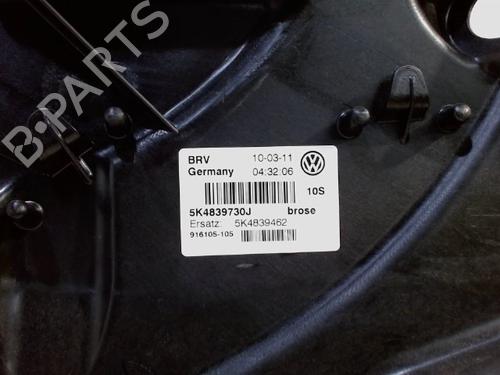 B-PARTS
BRV 10-03-11
Germany 04:32:06
10S
5K4839730J brose
Ersatz: 5K4839462
916105-105